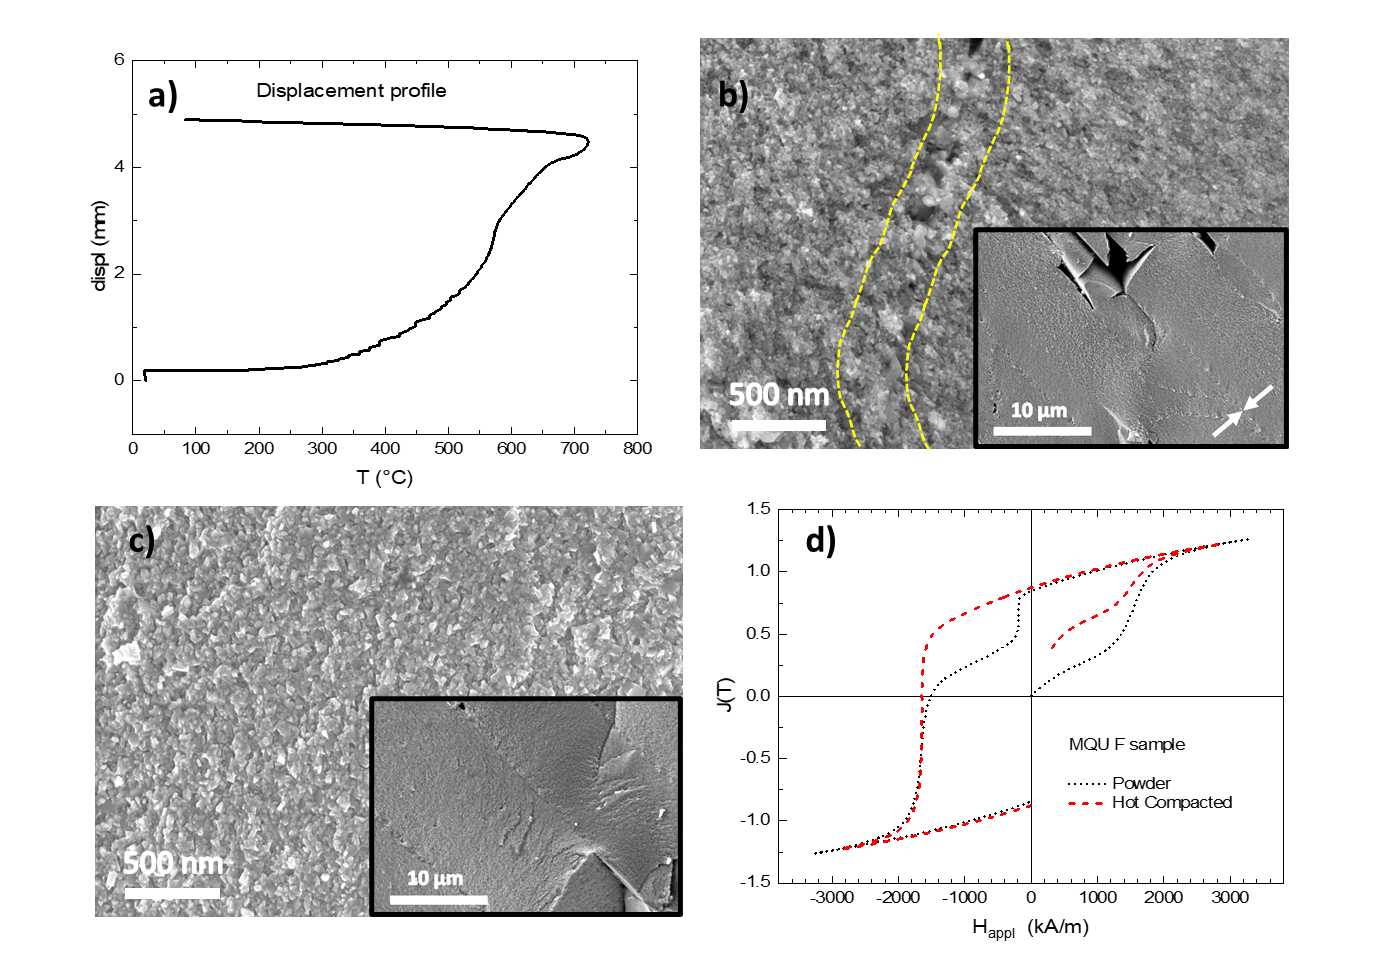 a)
Displacement profile
6
4
2
0
displ (mm)
0 100 200 300 400 500 600 700 800
T (°C)
b)
500 nm
10 µm
c)
500 nm
10 µm
d)
1.5
1.0
0.5
0.0
-0.5
-1.0
-1.5
J(T)
MQU F sample
Powder
Hot Compacted
-3000 -2000 -1000 0 1000 2000 3000
Happl (kA/m)